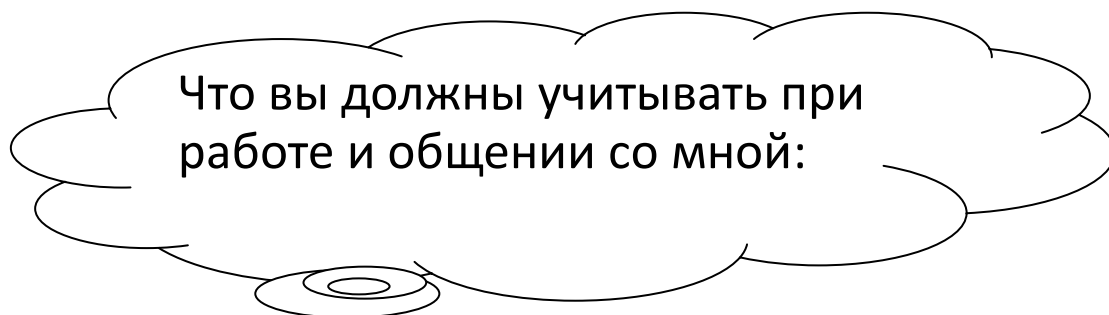 Что вы должны учитывать при
работе и общении со мной: